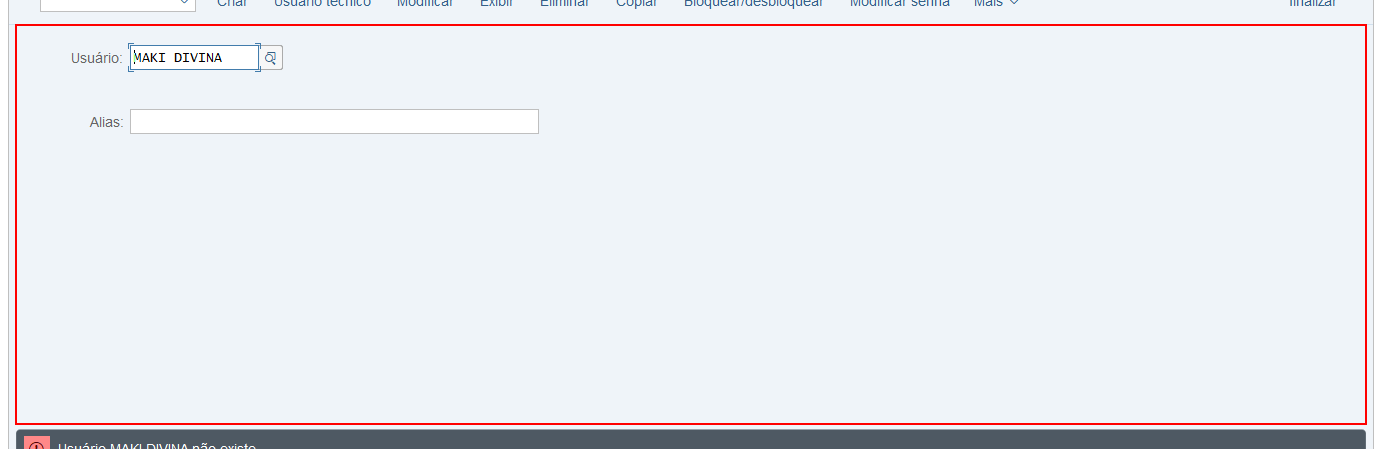 Criar Usuário técnico Modificar Exibir Eliminar Copiar Bloquear/desbloquear Modificar senha Mais finalizar
Usuário: MAKI DIVINA
Alias:
Usuário MAKI DIVINA não existe